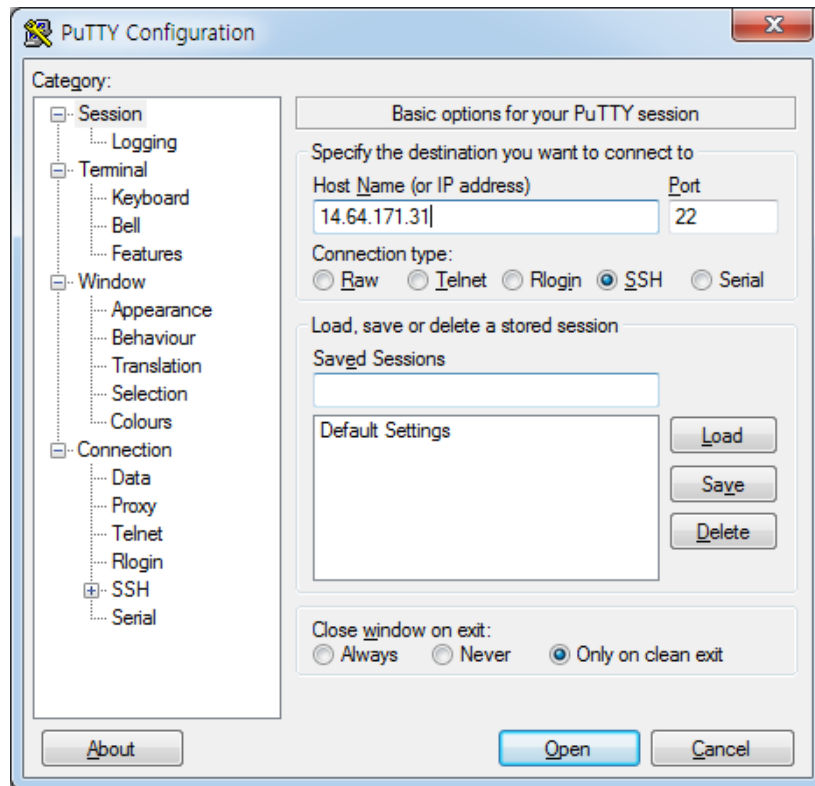 PuTTY Configuration
Category:
Session
Logging
Terminal
Keyboard
Bell
Features
Window
Appearance
Behaviour
Translation
Selection
Colours
Connection
Data
Proxy
Telnet
Rlogin
SSH
Serial
Basic options for your PuTTY session
Specify the destination you want to connect to
Host Name (or IP address) Port
14.64.171.31 22
Connection type:
Raw Telnet Rlogin SSH Serial
Load, save or delete a stored session
Saved Sessions
Default Settings
Load
Save
Delete
Close window on exit:
Always Never Only on clean exit
About Open Cancel